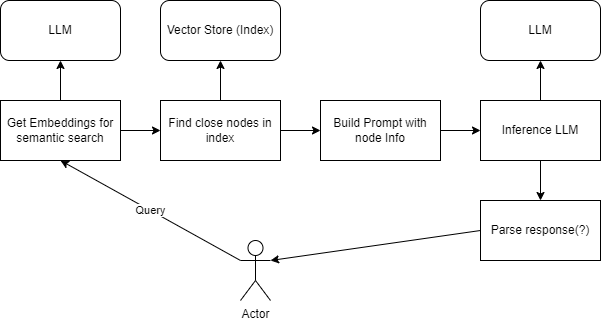 LLM
Vector Store (Index)
LLM
Get Embeddings for
semantic search
Find close nodes in
index
Build Prompt with
node Info
Inference LLM
Query
Parse response(?)
Actor